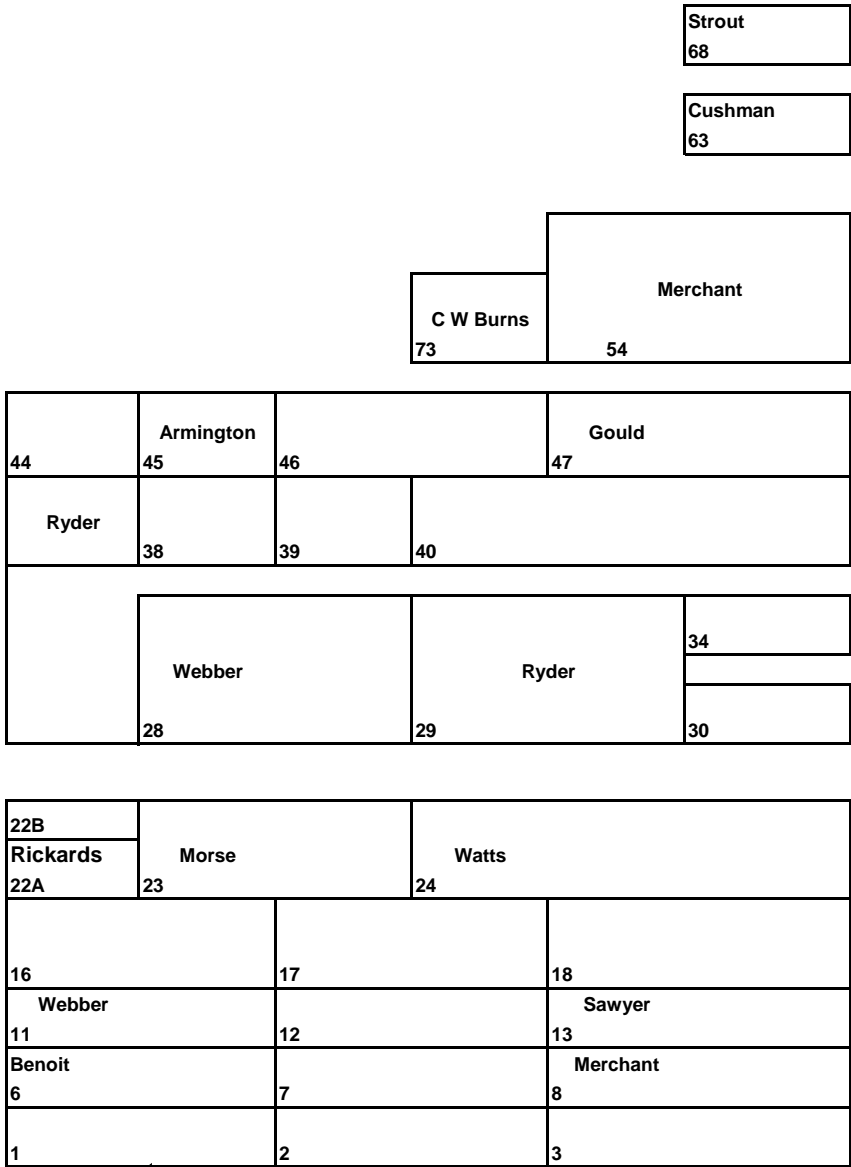 Strout
68
Cushman
63
Merchant
C W Burns
73 54
Armington Gould
44 45 46 47
Ryder
38 39 40
34
Webber Ryder
28 29 30
22B
Rickards Morse Watts
22A 23 24
16 17 18
Webber Sawyer
11 12 13
Benoit Merchant
6 7 8
1 2 3